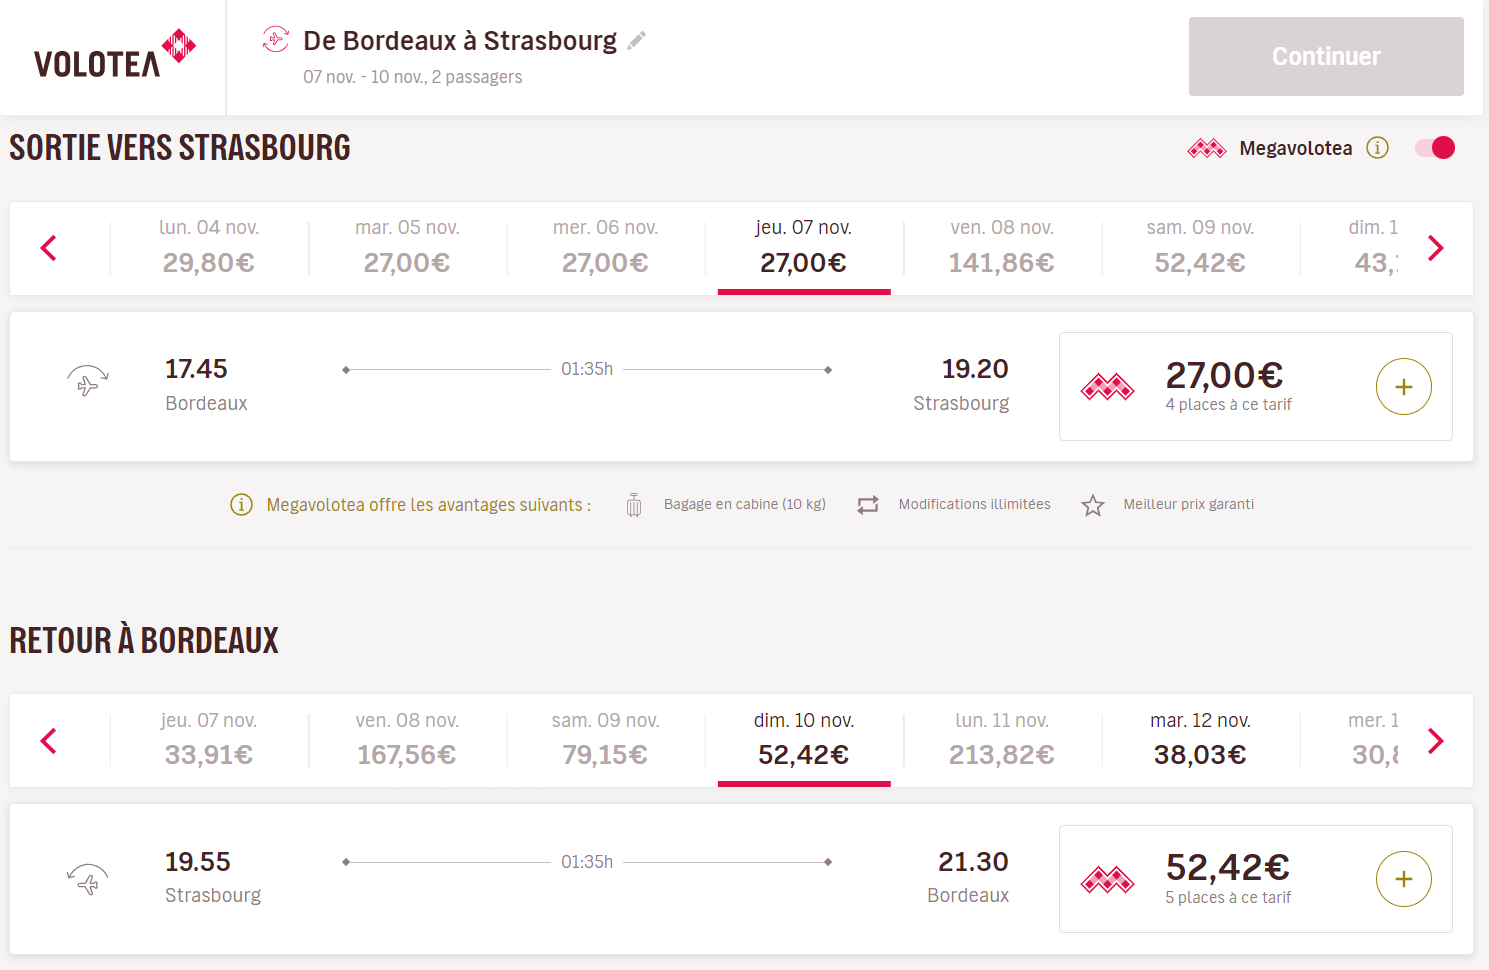 VOLOTEA
De Bordeaux à Strasbourg
07 nov. - 10 nov., 2 passagers
Continuer
SORTIE VERS STRASBOURG
Megavolotea
lun. 04 nov.
29,80€
mar. 05 nov.
27,00€
mer. 06 nov.
27,00€
jeu. 07 nov.
27,00€
ven. 08 nov.
141,86€
sam. 09 nov.
52,42€
dim. 1
43,
17.45
Bordeaux
01:35h
19.20
Strasbourg
27,00€
4 places à ce tarif
Megavolotea offre les avantages suivants :
Bagage en cabine (10 kg)
Modifications illimitées
Meilleur prix garanti
RETOUR À BORDEAUX
jeu. 07 nov.
33,91€
ven. 08 nov.
167,56€
sam. 09 nov.
79,15€
dim. 10 nov.
52,42€
lun. 11 nov.
213,82€
mar. 12 nov.
38,03€
mer. 1
30,
19.55
Strasbourg
01:35h
21.30
Bordeaux
52,42€
5 places à ce tarif